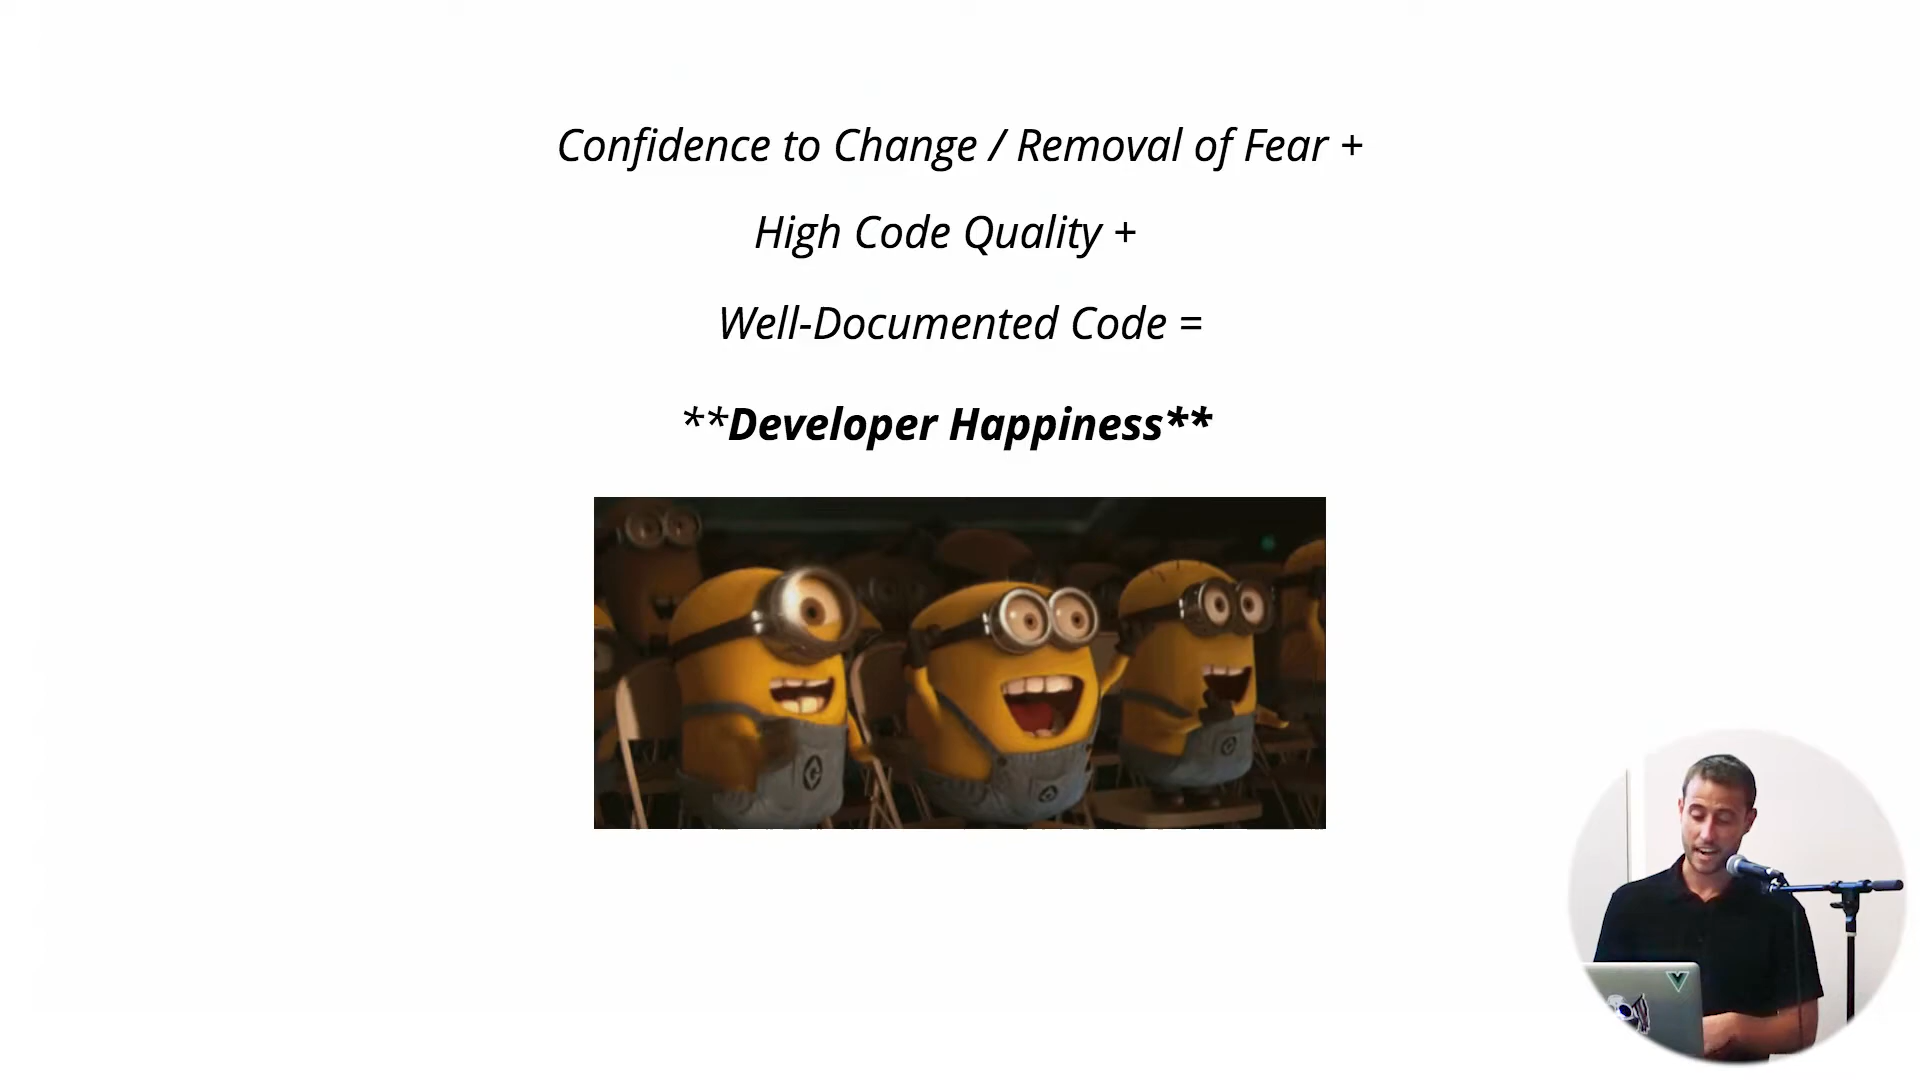 Confidence to Change / Removal of Fear +
High Code Quality +
Well-Documented Code =
**Developer Happiness**